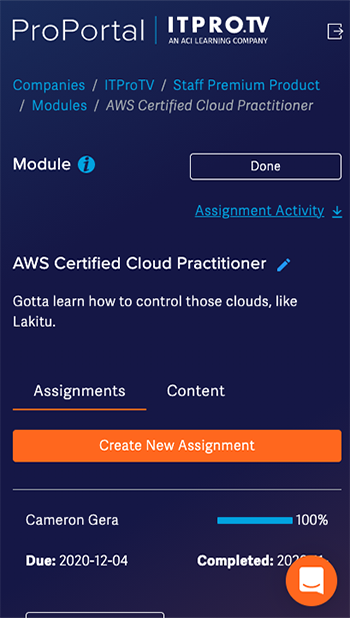 ProPortal ITPRO.TV
AN ACI LEARNING COMPANY
Companies / ITProTV / Staff Premium Product
/ Modules / AWS Certified Cloud Practitioner
Module i Done
Assignment Activity
AWS Certified Cloud Practitioner
Gotta learn how to control those clouds, like
Lakitu.
Assignments Content
Create New Assignment
Cameron Gera 100%
Due: 2020-12-04 Completed: